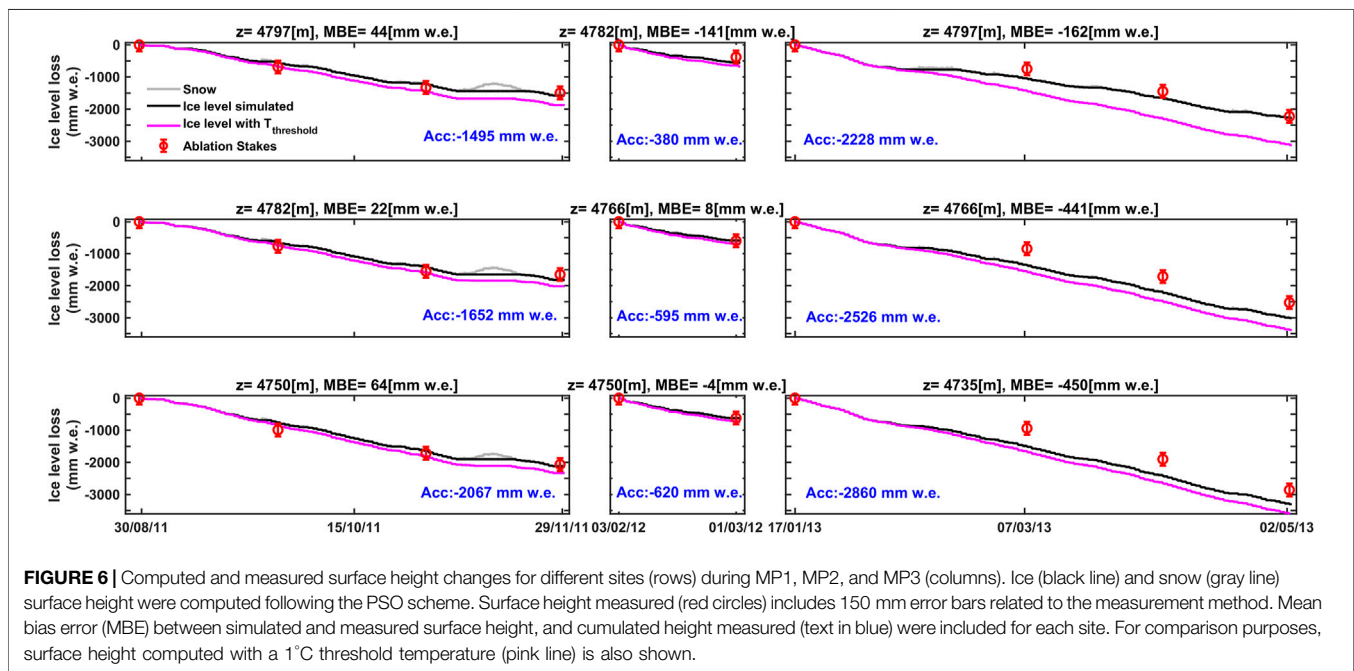 z= 4797[m], MBE= 44[mm w.e.]
z= 4782[m], MBE= -141[mm w.e.]
z= 4797[m], MBE= -162[mm w.e.]
Ice level loss
(mm w.e.)
0
-1000
-2000
-3000
Snow
Ice level simulated
Ice level with Tthreshold
Ablation Stakes
Acc:-1495 mm w.e.
Acc:-380 mm w.e.
Acc:-2228 mm w.e.
z= 4782[m], MBE= 22[mm w.e.]
z= 4766[m], MBE= 8[mm w.e.]
z= 4766[m], MBE= -441[mm w.e.]
Ice level loss
(mm w.e.)
0
-1000
-2000
-3000
Acc:-1652 mm w.e.
Acc:-595 mm w.e.
Acc:-2526 mm w.e.
z= 4750[m], MBE= 64[mm w.e.]
z= 4750[m], MBE= -4[mm w.e.]
z= 4735[m], MBE= -450[mm w.e.]
Ice level loss
(mm w.e.)
0
-1000
-2000
-3000
Acc:-2067 mm w.e.
Acc:-620 mm w.e.
Acc:-2860 mm w.e.
30/08/11 15/10/11 29/11/11 03/02/12 01/03/12 17/01/13 07/03/13 02/05/13
FIGURE 6 | Computed and measured surface height changes for different sites (rows) during MP1, MP2, and MP3 (columns). Ice (black line) and snow (gray line)
surface height were computed following the PSO scheme. Surface height measured (red circles) includes 150 mm error bars related to the measurement method. Mean
bias error (MBE) between simulated and measured surface height, and cumulated height measured (text in blue) were included for each site. For comparison purposes,
surface height computed with a 1°C threshold temperature (pink line) is also shown.